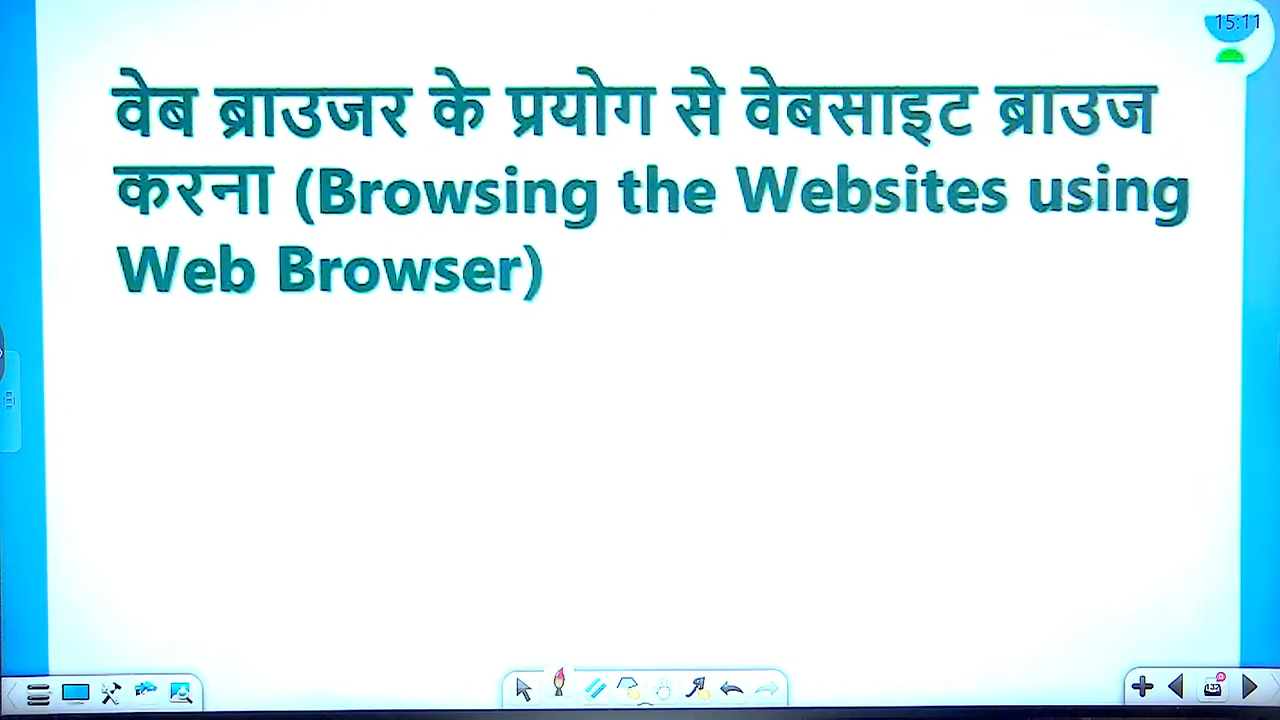 15:11
वेब ब्राउजर के प्रयोग से वेबसाइट ब्राउज
करना (Browsing the Websites using
Web Browser)